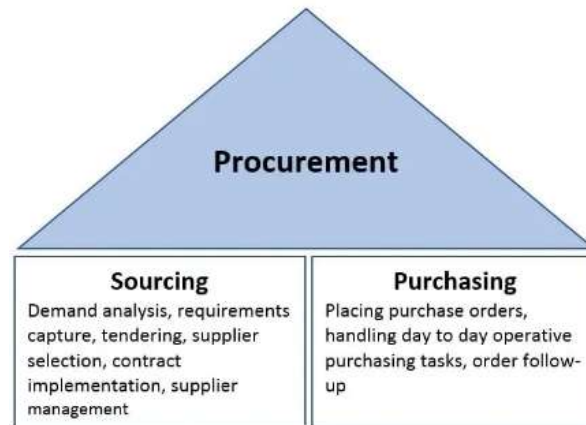 Procurement
Sourcing
Demand analysis, requirements
capture, tendering, supplier
selection, contract
implementation, supplier
management
Purchasing
Placing purchase orders,
handling day to day operative
purchasing tasks, order follow-
up